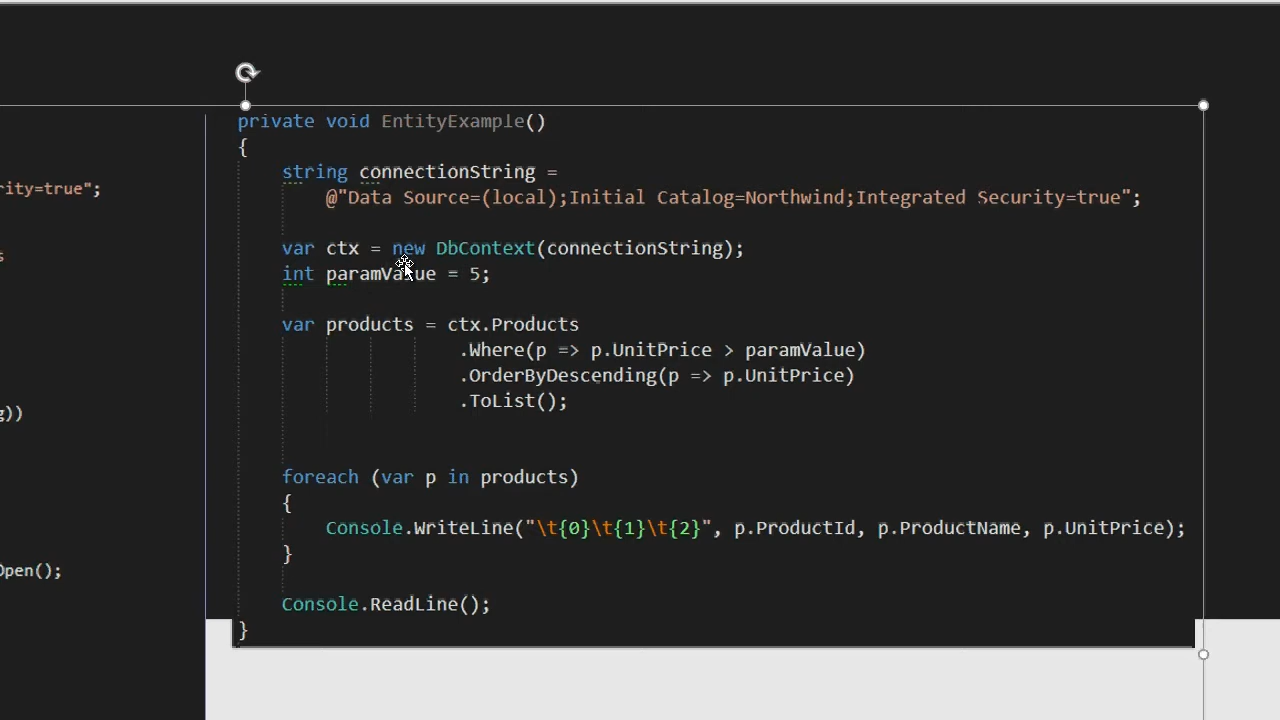 private void EntityExample()
{
string connectionString =
@"Data Source=(local);Initial Catalog=Northwind;Integrated Security=true";
rity=true";
var ctx = new DbContext(connectionString);
s
int paramValue = 5;
var products = ctx.Products
.Where(p => p.UnitPrice > paramValue)
.OrderByDescending(p => p.UnitPrice)
.ToList();
g))
foreach (var p in products)
{
Console.WriteLine("\t{0}\t{1}\t{2}", p.ProductId, p.ProductName, p.UnitPrice);
}
Open();
Console.ReadLine();
}